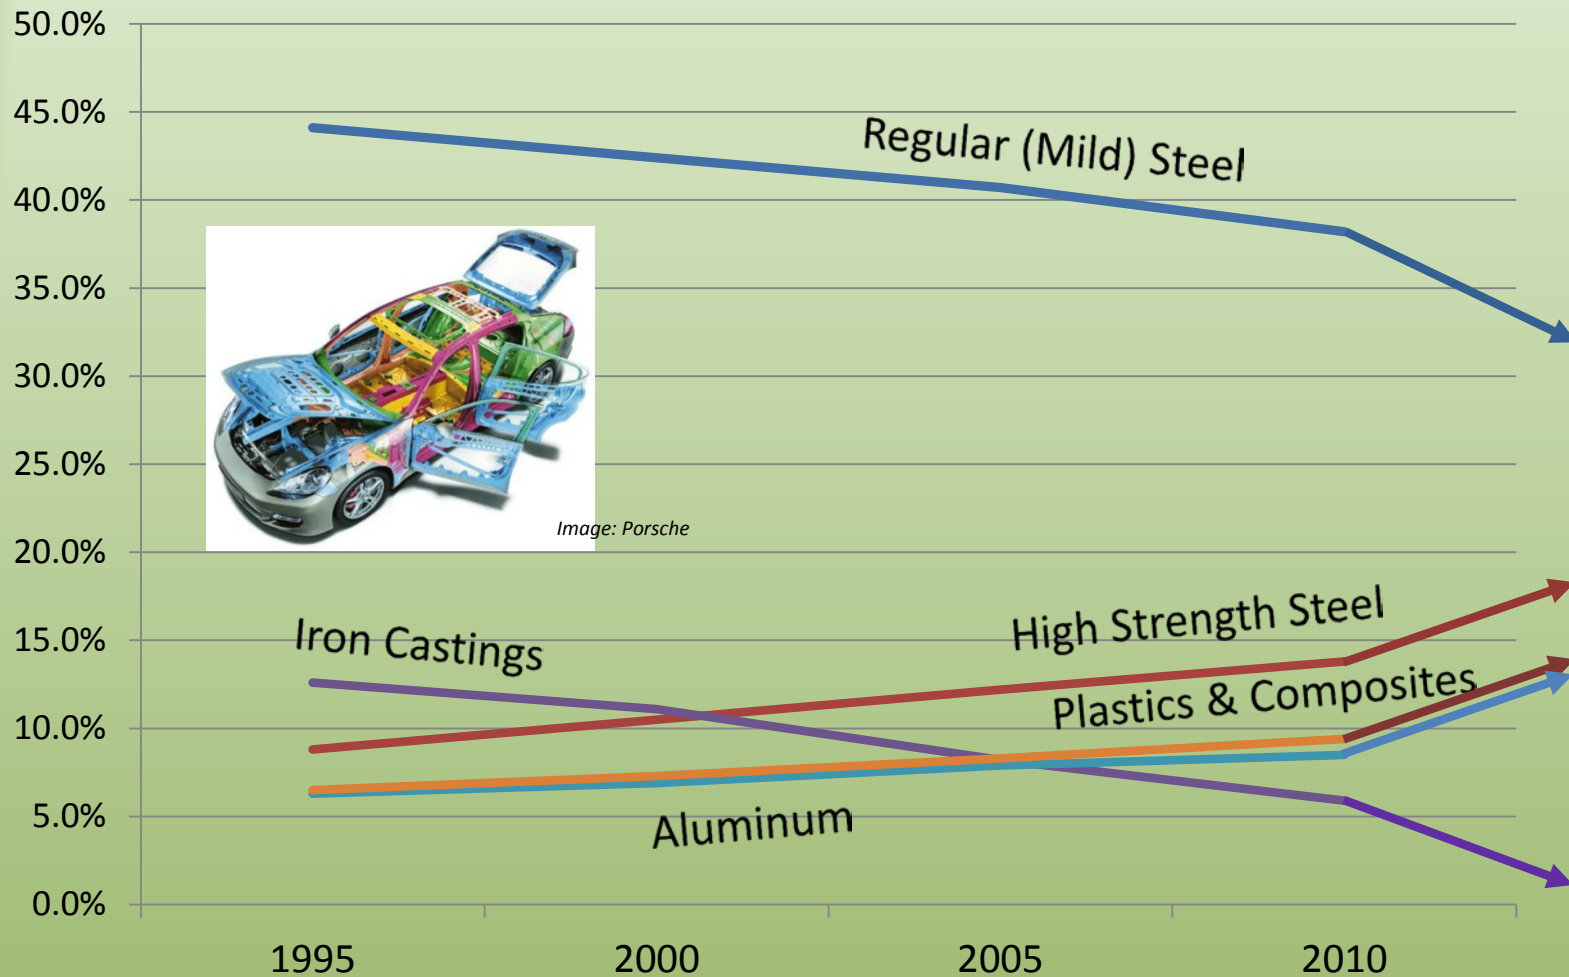 50.0%
45.0%
Regular (Mild) Steel
40.0%
35.0%
30.0%
25.0%
20.0%
Image: Porsche
15.0%
Iron Castings
High Strength Steel
Plastics & Composites
10.0%
5.0%
Aluminum
0.0%
1995 2000 2005 2010